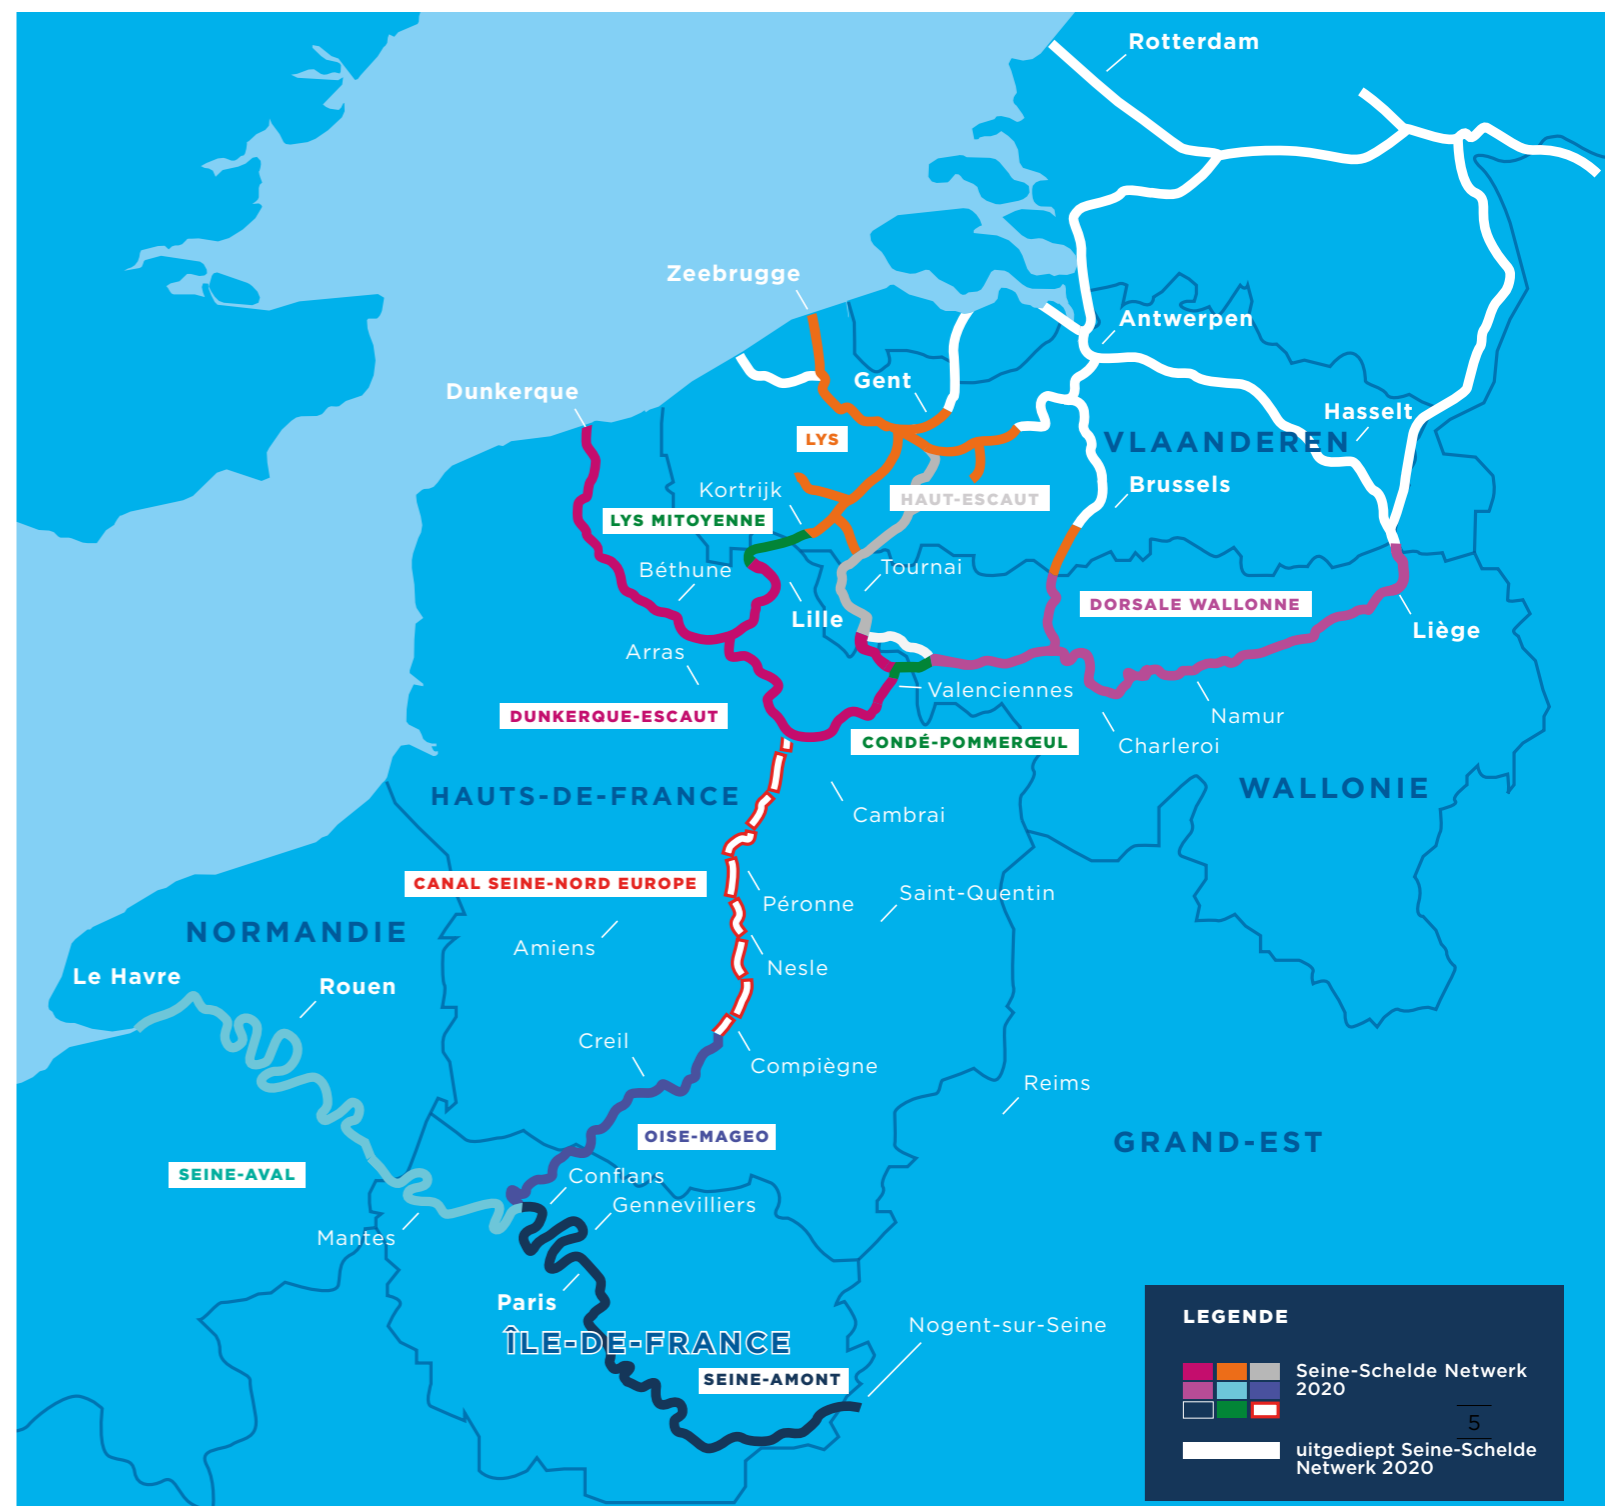 Rotterdam
Zeebrugge
Antwerpen
Gent
Dunkerque
Hasselt
LYS
VLAANDEREN
Kortrijk
HAUT-ESCAUT
Brussels
LYS MITOYENNE
Béthune
Tournai
DORSALE WALLONNE
Lille
Liège
Arras
Valenciennes
DUNKERQUE-ESCAUT
Namur
CONDÉ-POMMERŒUL
Charleroi
HAUTS-DE-FRANCE
WALLONIE
Cambrai
CANAL SEINE-NORD EUROPE
Saint-Quentin
Péronne
NORMANDIE
Amiens
Nesle
Le Havre
Rouen
Creil
Compiègne
Reims
OISE-MAGEO
GRAND-EST
SEINE-AVAL
Conflans
Gennevilliers
Mantes
Paris
Nogent-sur-Seine
ÎLE-DE-FRANCE
SEINE-AMONT
LEGENDE
Seine-Schelde Netwerk
2020
5
uitgediept Seine-Schelde
Netwerk 2020